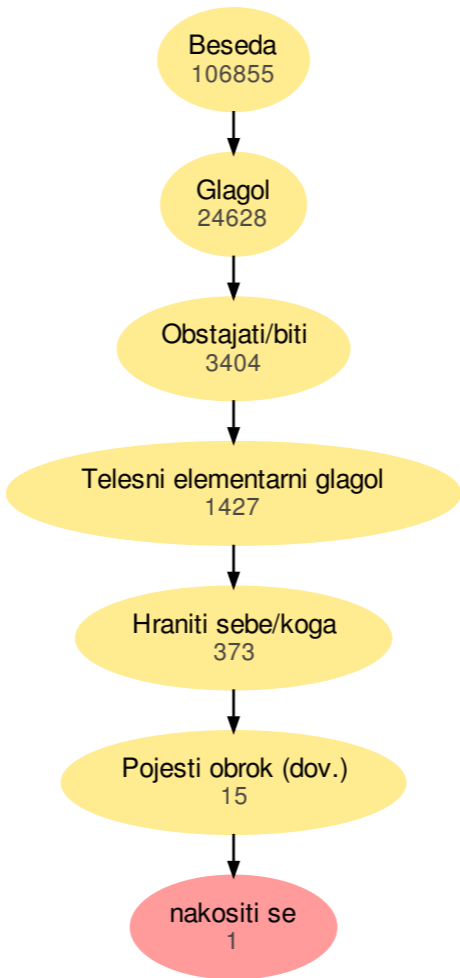 Beseda
106855
Glagol
24628
Obstajati/biti
3404
Telesni elementarni glagol
1427
Hraniti sebe/koga
373
Pojesti obrok (dov.)
15
nakositi se
1